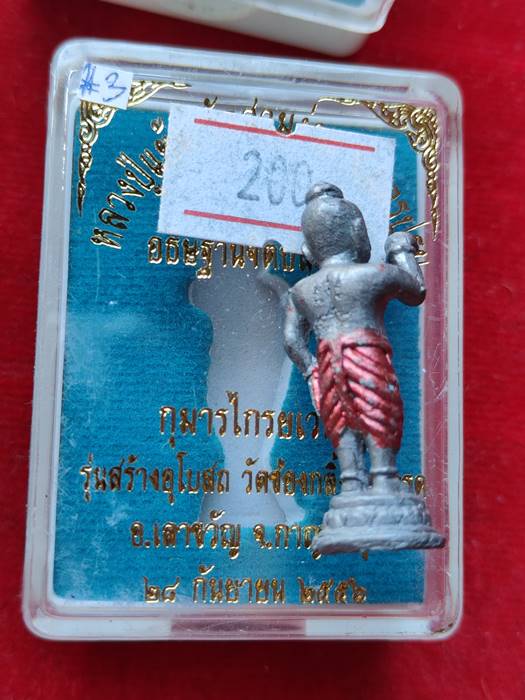 #3
200
หลวงปู่
อธิษฐานจิต
กุมารไกรยเว
รุ่นสร้างอุโบสถ วัดช่องกลิ้ง
อ.เลาขวัญ จ.กาญ
๒๘ กันยายน ๒๕๕๖